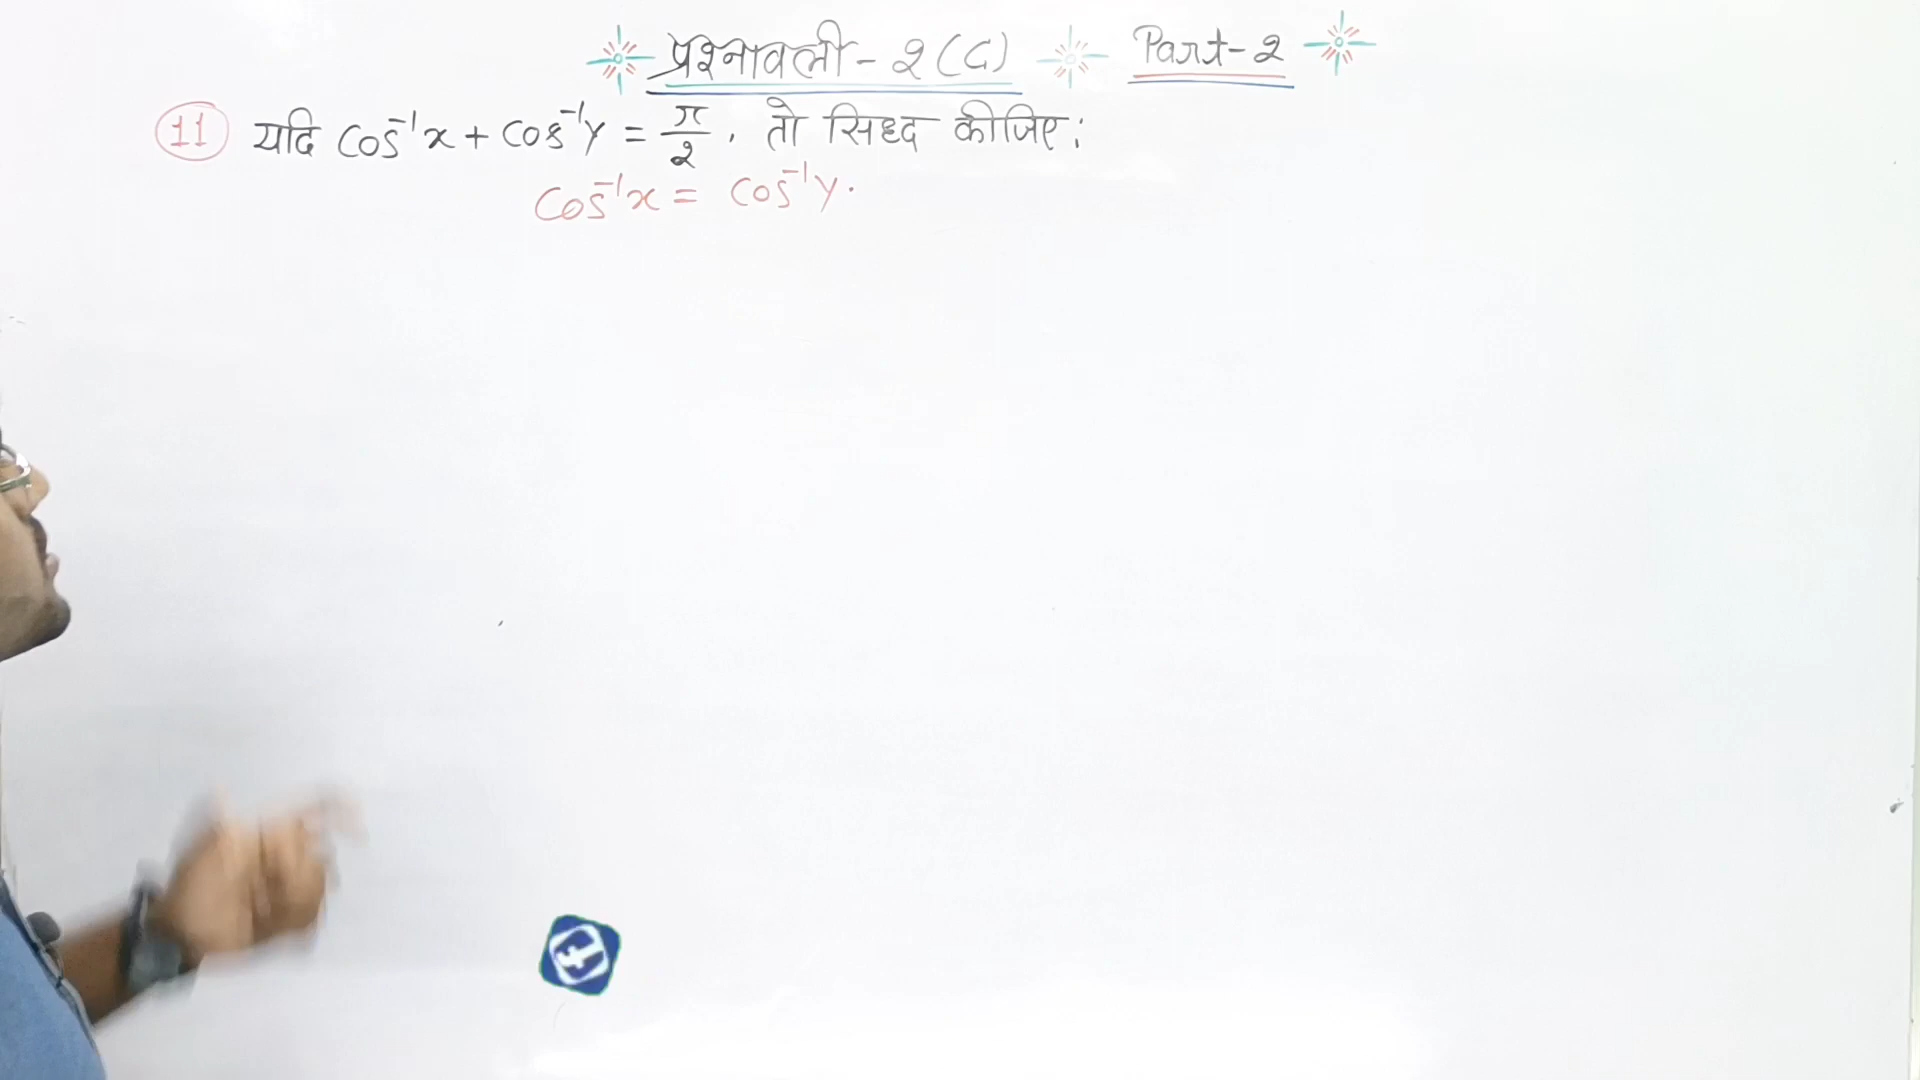 प्रश्नावली - 2 (C) Part-2
11 यदि Cos⁻¹x + Cos⁻¹y = π/2 , तो सिध्द कीजिए :
Cos⁻¹x = Cos⁻¹y.